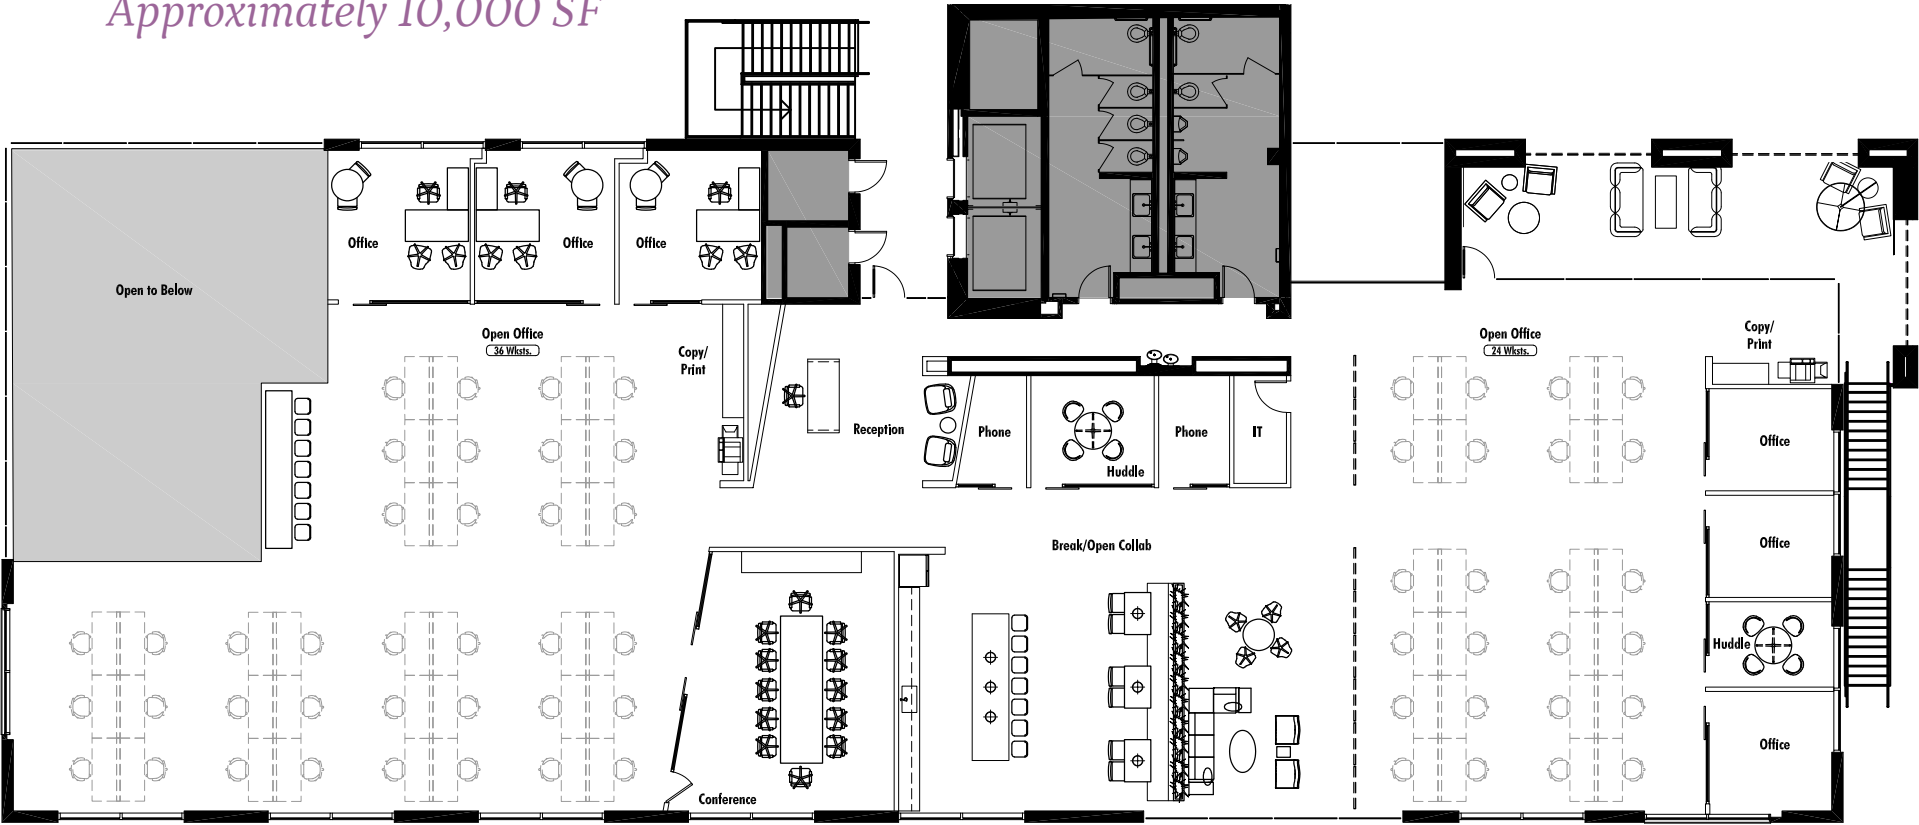 Approximately 10,000 SF
Office
Office
Office
Open to Below
Open Office
36 Wksts.
Copy/
Print
Reception
Phone
Huddle
Phone
IT
Open Office
24 Wksts.
Copy/
Print
Office
Office
Huddle
Office
Break/Open Collab
Conference